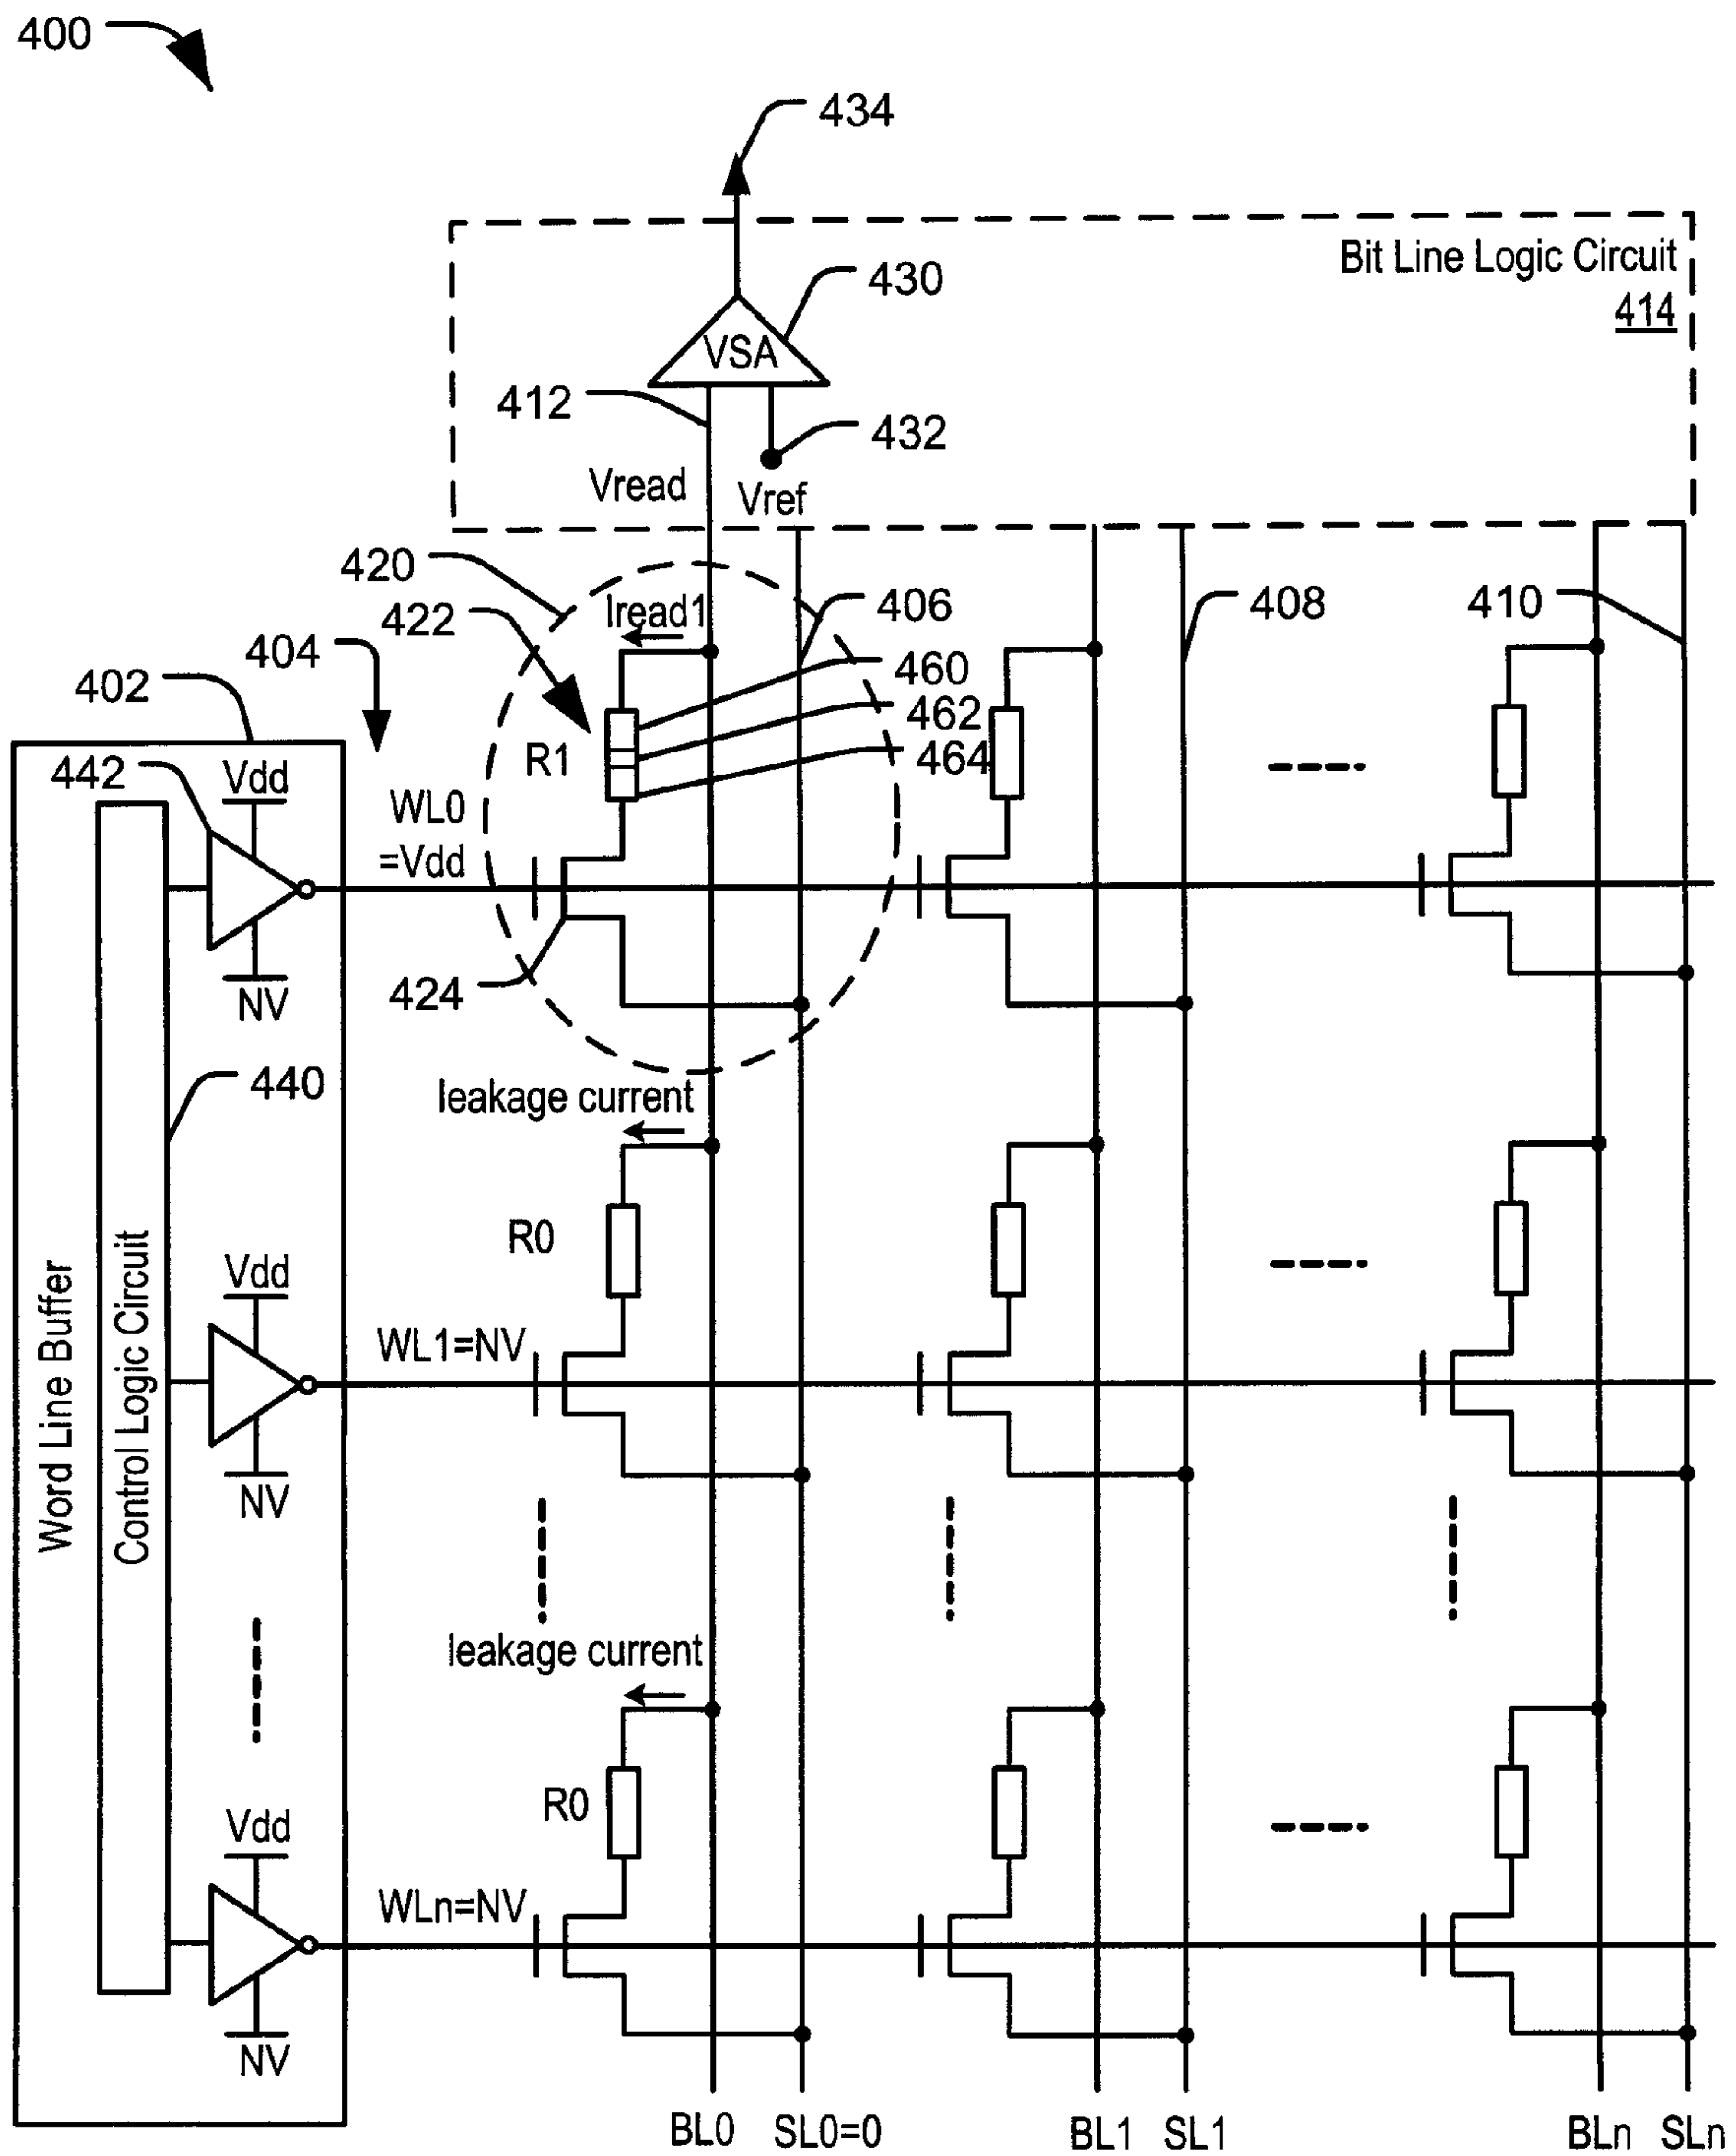 400
434
Bit Line Logic Circuit
414
430
VSA
412
432
Vread
Vref
420
Iread1
422
406
408
410
404
460
402
462
R1
464
442
Vdd
WL0
=Vdd
424
NV
440
leakage current
R0
Vdd
WL1=NV
NV
Word Line Buffer
Control Logic Circuit
leakage current
R0
Vdd
WLn=NV
NV
BL0
SL0=0
BL1
SL1
BLn
SLn